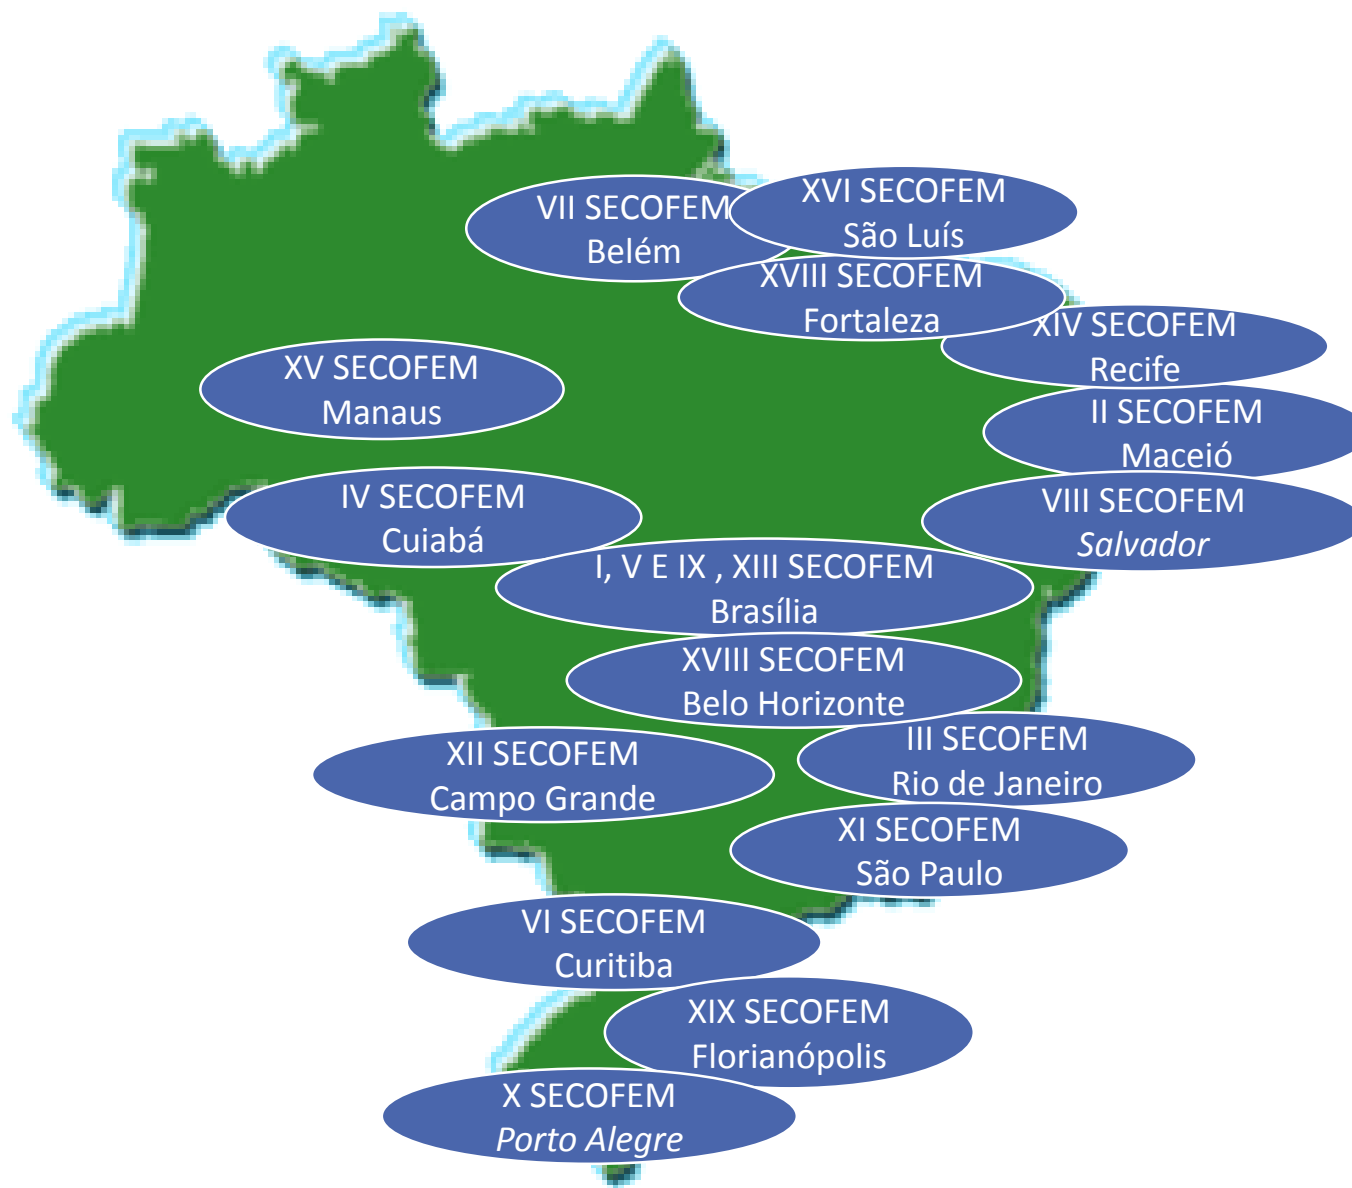 VII SECOFEM
Belém
XVI SECOFEM
São Luís
XVIII SECOFEM
Fortaleza
XIV SECOFEM
Recife
XV SECOFEM
Manaus
II SECOFEM
Maceió
IV SECOFEM
Cuiabá
VIII SECOFEM
Salvador
I, V E IX , XIII SECOFEM
Brasília
XVIII SECOFEM
Belo Horizonte
XII SECOFEM
Campo Grande
III SECOFEM
Rio de Janeiro
XI SECOFEM
São Paulo
VI SECOFEM
Curitiba
XIX SECOFEM
Florianópolis
X SECOFEM
Porto Alegre